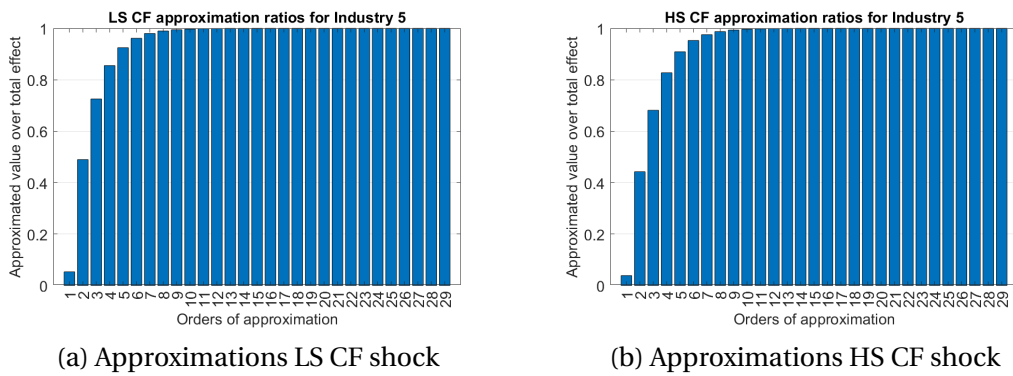 LS CF approximation ratios for Industry 5
Approximated value over total effect
1
0.8
0.6
0.4
0.2
0
1 2 3 4 5 6 7 8 9 10 11 12 13 14 15 16 17 18 19 20 21 22 23 24 25 26 27 28 29
Orders of approximation
(a) Approximations LS CF shock
HS CF approximation ratios for Industry 5
Approximated value over total effect
1
0.8
0.6
0.4
0.2
0
1 2 3 4 5 6 7 8 9 10 11 12 13 14 15 16 17 18 19 20 21 22 23 24 25 26 27 28 29
Orders of approximation
(b) Approximations HS CF shock